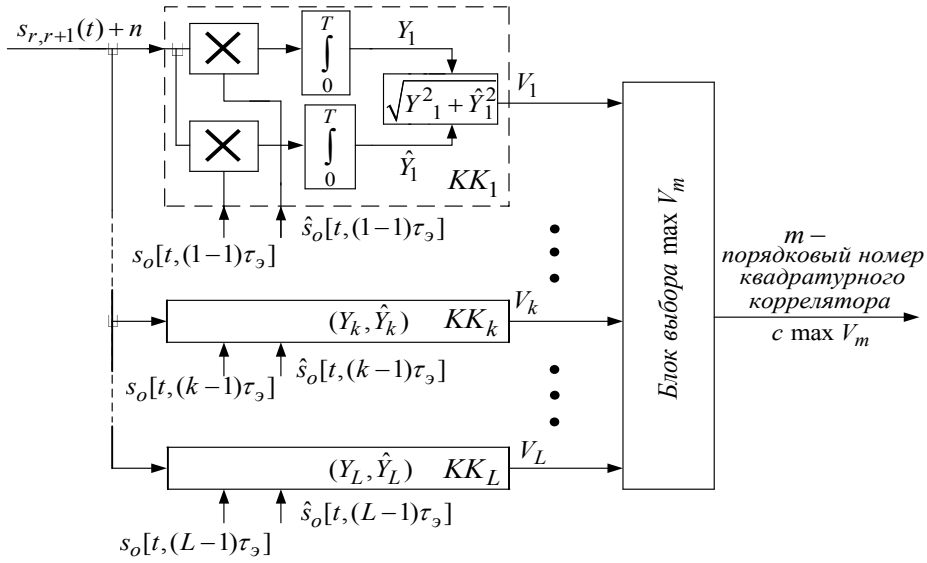 s_{r,r+1}(t) + n
T
∫
0
Y_1
√(Y^2_1 + Ŷ_1^2)
V_1
T
∫
0
Ŷ_1
KK_1
s_o[t,(1−1)τ_э]
ŝ_o[t,(1−1)τ_э]
(Y_k, Ŷ_k) KK_k
V_k
s_o[t,(k−1)τ_э]
ŝ_o[t,(k−1)τ_э]
(Y_L, Ŷ_L) KK_L
V_L
s_o[t,(L−1)τ_э]
ŝ_o[t,(L−1)τ_э]
Блок выбора max V_m
m −
порядковый номер
квадратурного
коррелятора
с max V_m